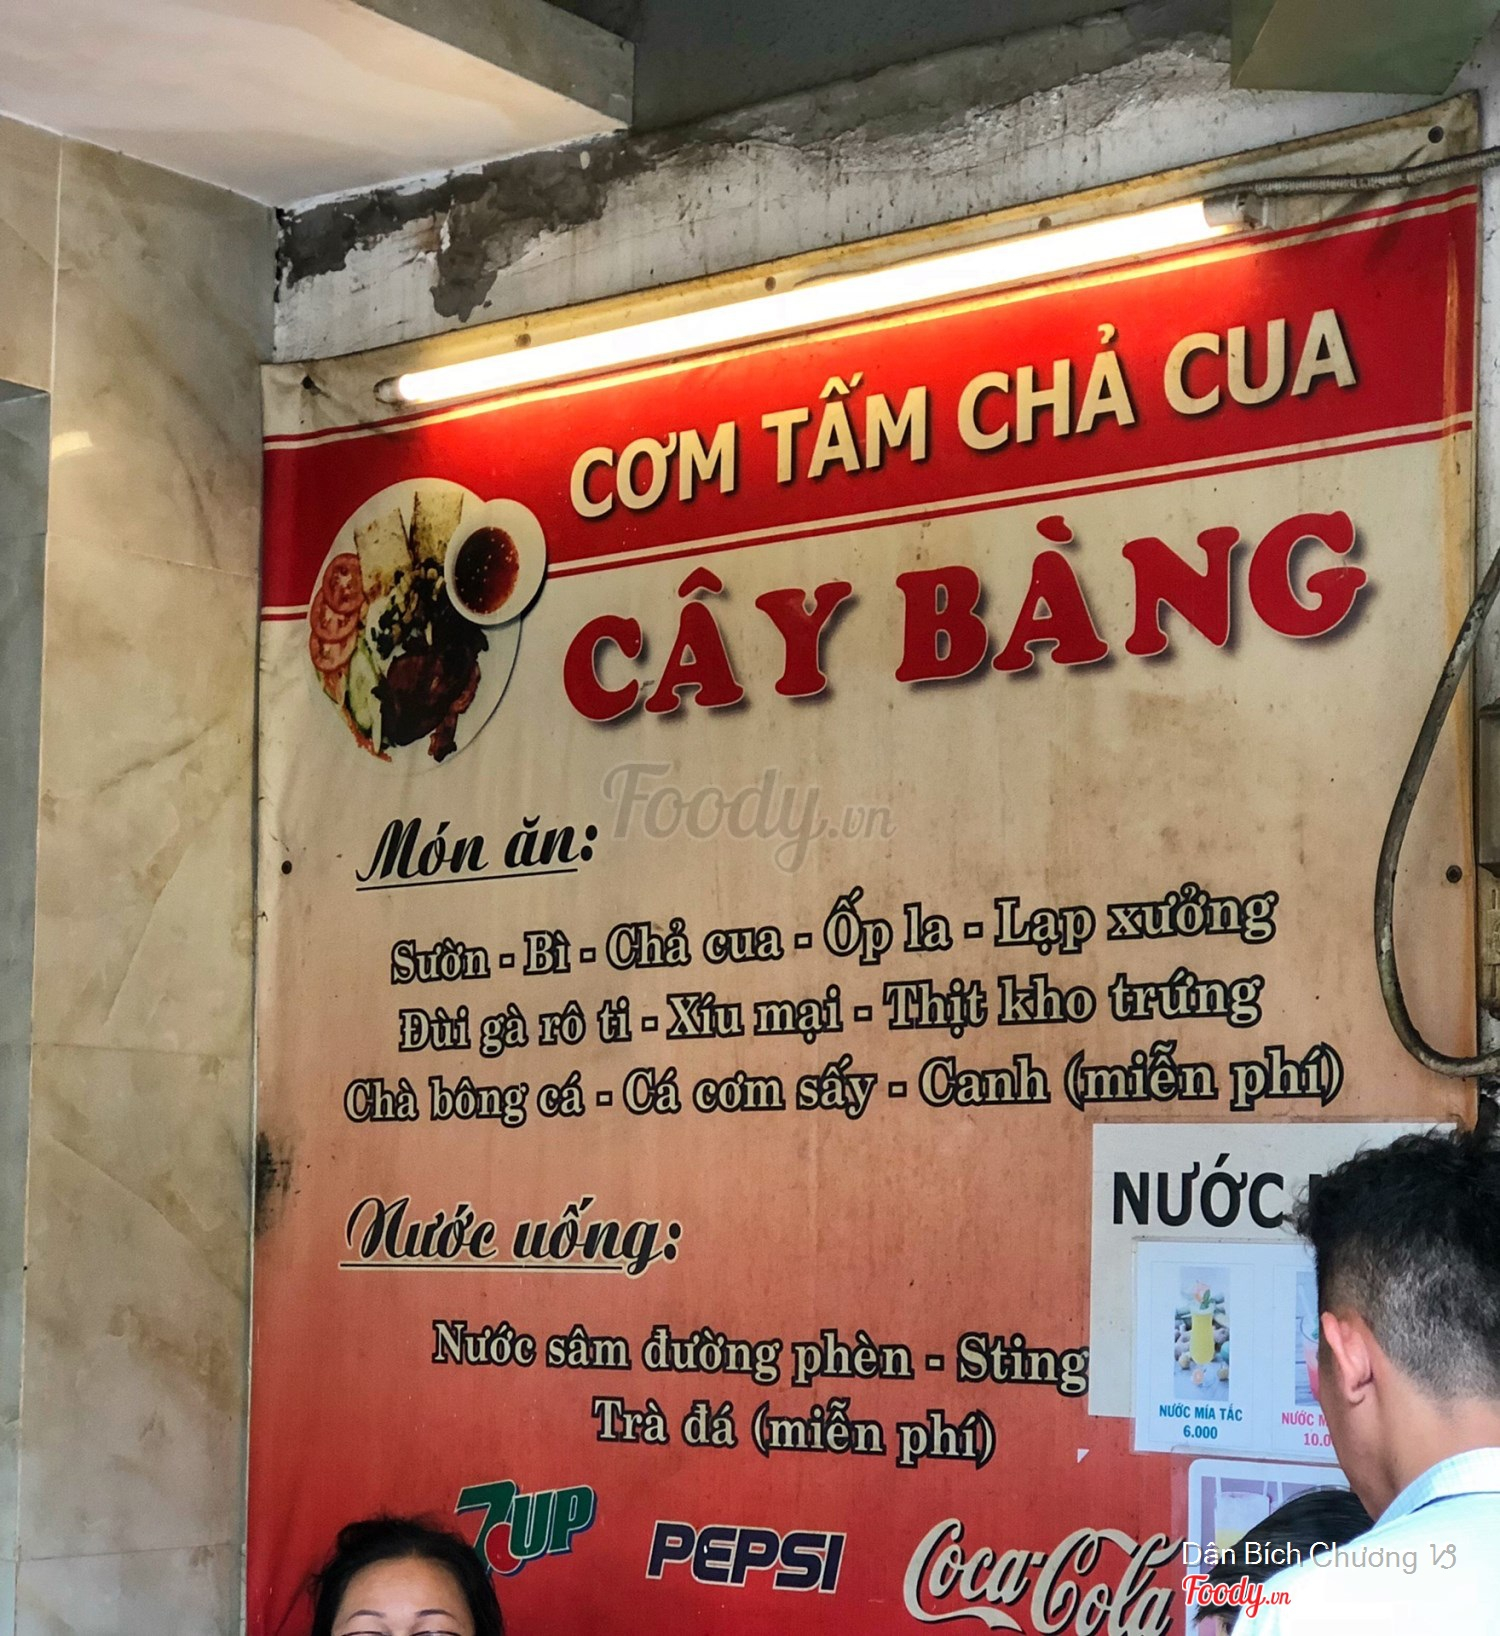 CƠM TẤM CHẢ CUA
CÂY BÀNG
Foody.vn
Món ăn:
Sườn - Bì - Chả cua - Ốp la - Lạp xưởng
Đùi gà rô ti - Xíu mại - Thịt kho trứng
Chà bông cá - Cá cơm sấy - Canh (miễn phí)
Nước uống:
Nước sâm đường phèn - Sting
Trà đá (miễn phí)
7UP PEPSI Coca-Cola
NƯỚC
NƯỚC MÍA TẮC
6.000
NƯỚC
Dân Bích Chương
Foody.vn